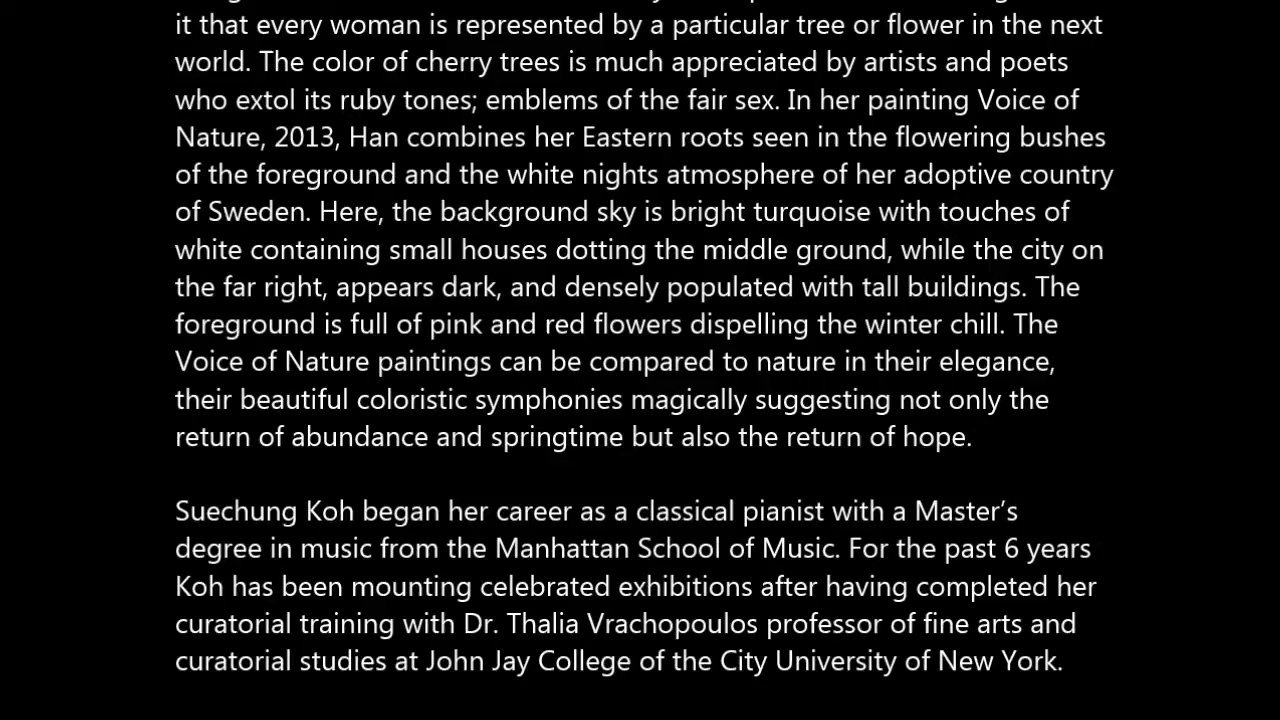 it that every woman is represented by a particular tree or flower in the next
world. The color of cherry trees is much appreciated by artists and poets
who extol its ruby tones; emblems of the fair sex. In her painting Voice of
Nature, 2013, Han combines her Eastern roots seen in the flowering bushes
of the foreground and the white nights atmosphere of her adoptive country
of Sweden. Here, the background sky is bright turquoise with touches of
white containing small houses dotting the middle ground, while the city on
the far right, appears dark, and densely populated with tall buildings. The
foreground is full of pink and red flowers dispelling the winter chill. The
Voice of Nature paintings can be compared to nature in their elegance,
their beautiful coloristic symphonies magically suggesting not only the
return of abundance and springtime but also the return of hope.
Suechung Koh began her career as a classical pianist with a Master’s
degree in music from the Manhattan School of Music. For the past 6 years
Koh has been mounting celebrated exhibitions after having completed her
curatorial training with Dr. Thalia Vrachopoulos professor of fine arts and
curatorial studies at John Jay College of the City University of New York.